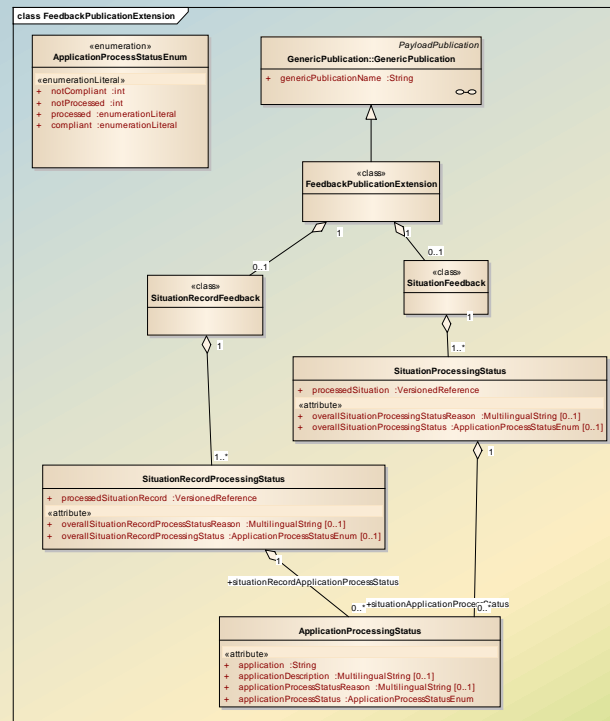 class FeedbackPublicationExtension
«enumeration»
ApplicationProcessStatusEnum
«enumerationLiteral»
+ notCompliant :int
+ notProcessed :int
+ processed :enumerationLiteral
+ compliant :enumerationLiteral
PayloadPublication
GenericPublication::GenericPublication
+ genericPublicationName :String
«class»
FeedbackPublicationExtension
1
1
0..1
0..1
«class»
SituationRecordFeedback
«class»
SituationFeedback
1
1
1..*
SituationProcessingStatus
+ processedSituation :VersionedReference
«attribute»
+ overallSituationProcessingStatusReason :MultilingualString [0..1]
+ overallSituationProcessingStatus :ApplicationProcessStatusEnum [0..1]
1
1..*
SituationRecordProcessingStatus
+ processedSituationRecord :VersionedReference
«attribute»
+ overallSituationRecordProcessStatusReason :MultilingualString [0..1]
+ overallSituationRecordProcessingStatus :ApplicationProcessStatusEnum [0..1]
1
+situationRecordApplicationProcessStatus
0..*
+situationApplicationProcessStatus
0..*
ApplicationProcessingStatus
«attribute»
+ application :String
+ applicationDescription :MultilingualString [0..1]
+ applicationProcessStatusReason :MultilingualString [0..1]
+ applicationProcessStatus :ApplicationProcessStatusEnum